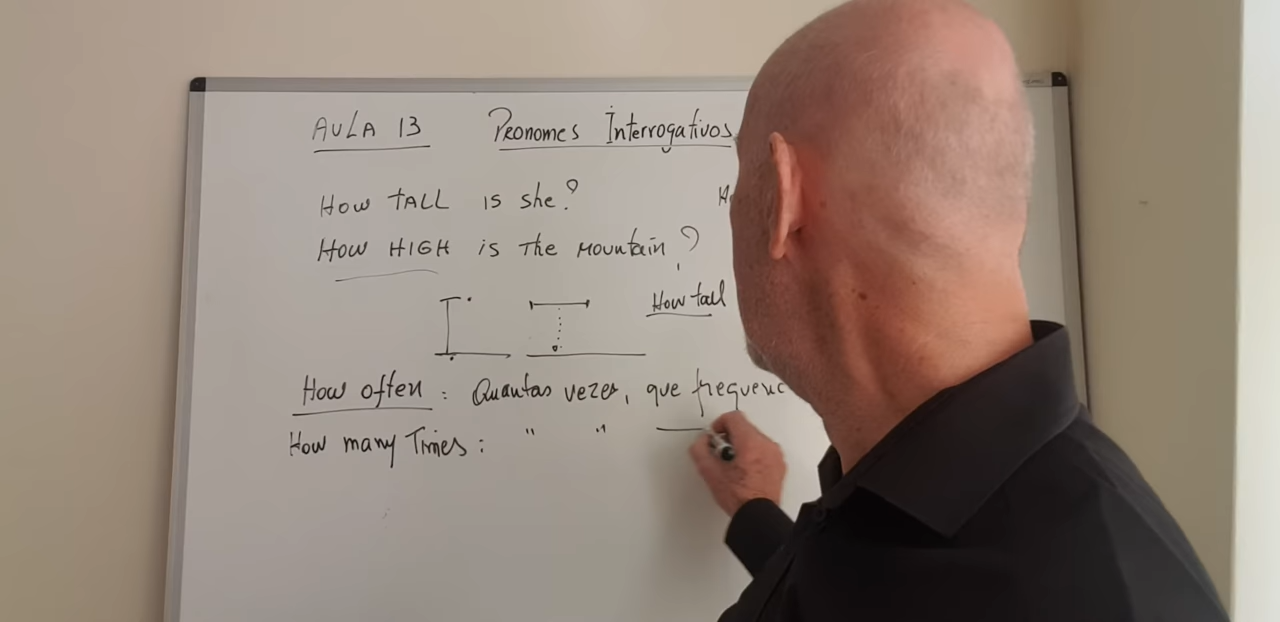 AULA 13 Pronomes Interrogativos
How TALL is she?
How HIGH is The Mountain?
How tall
How often : Quantas vezes, que
How many Times : " "